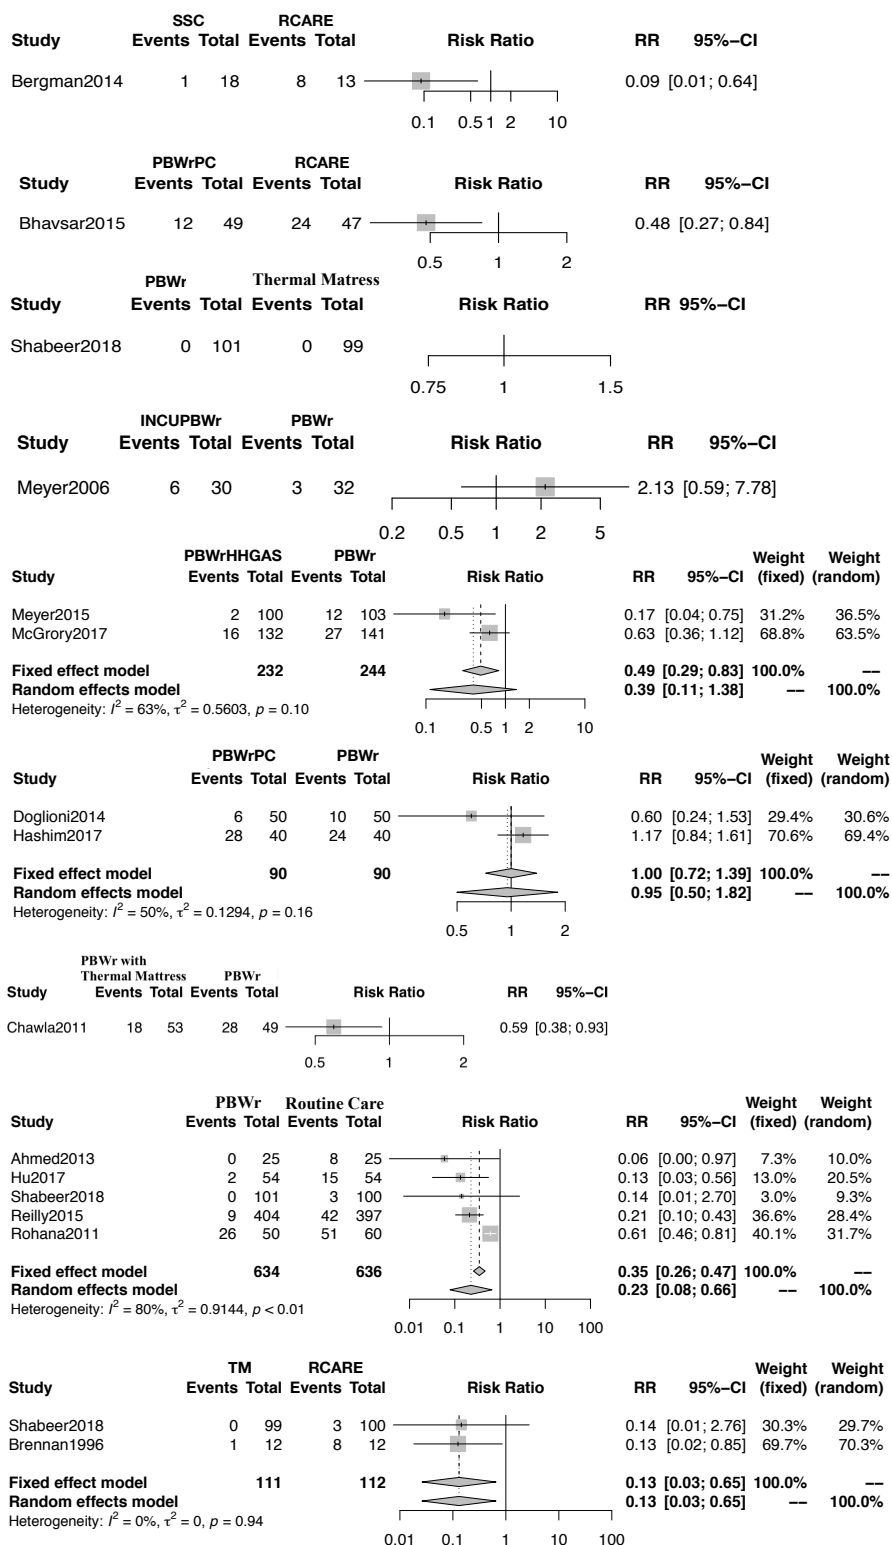 SSC RCARE
Study Events Total Events Total Risk Ratio RR 95%−CI
Bergman2014 1 18 8 13 0.09 [0.01; 0.64]
0.1 0.5 1 2 10
PBWrPC RCARE
Study Events Total Events Total Risk Ratio RR 95%−CI
Bhavsar2015 12 49 24 47 0.48 [0.27; 0.84]
0.5 1 2
PBWr Thermal Matress
Study Events Total Events Total Risk Ratio RR 95%−CI
Shabeer2018 0 101 0 99
0.75 1 1.5
INCUPBWr PBWr
Study Events Total Events Total Risk Ratio RR 95%−CI
Meyer2006 6 30 3 32 2.13 [0.59; 7.78]
0.2 0.5 1 2 5
PBWrHHGAS PBWr Weight Weight
Study Events Total Events Total Risk Ratio RR 95%−CI (fixed) (random)
Meyer2015 2 100 12 103 0.17 [0.04; 0.75] 31.2% 36.5%
McGrory2017 16 132 27 141 0.63 [0.36; 1.12] 68.8% 63.5%
Fixed effect model 232 244 0.49 [0.29; 0.83] 100.0% −−
Random effects model 0.39 [0.11; 1.38] −− 100.0%
Heterogeneity: I² = 63%, τ² = 0.5603, p = 0.10
0.1 0.5 1 2 10
PBWrPC PBWr Weight Weight
Study Events Total Events Total Risk Ratio RR 95%−CI (fixed) (random)
Doglioni2014 6 50 10 50 0.60 [0.24; 1.53] 29.4% 30.6%
Hashim2017 28 40 24 40 1.17 [0.84; 1.61] 70.6% 69.4%
Fixed effect model 90 90 1.00 [0.72; 1.39] 100.0% −−
Random effects model 0.95 [0.50; 1.82] −− 100.0%
Heterogeneity: I² = 50%, τ² = 0.1294, p = 0.16
0.5 1 2
PBWr with
Thermal Mattress PBWr
Study Events Total Events Total Risk Ratio RR 95%−CI
Chawla2011 18 53 28 49 0.59 [0.38; 0.93]
0.5 1 2
PBWr Routine Care Weight Weight
Study Events Total Events Total Risk Ratio RR 95%−CI (fixed) (random)
Ahmed2013 0 25 8 25 0.06 [0.00; 0.97] 7.3% 10.0%
Hu2017 2 54 15 54 0.13 [0.03; 0.56] 13.0% 20.5%
Shabeer2018 0 101 3 100 0.14 [0.01; 2.70] 3.0% 9.3%
Reilly2015 9 404 42 397 0.21 [0.10; 0.43] 36.6% 28.4%
Rohana2011 26 50 51 60 0.61 [0.46; 0.81] 40.1% 31.7%
Fixed effect model 634 636 0.35 [0.26; 0.47] 100.0% −−
Random effects model 0.23 [0.08; 0.66] −− 100.0%
Heterogeneity: I² = 80%, τ² = 0.9144, p < 0.01
0.01 0.1 1 10 100
TM RCARE Weight Weight
Study Events Total Events Total Risk Ratio RR 95%−CI (fixed) (random)
Shabeer2018 0 99 3 100 0.14 [0.01; 2.76] 30.3% 29.7%
Brennan1996 1 12 8 12 0.13 [0.02; 0.85] 69.7% 70.3%
Fixed effect model 111 112 0.13 [0.03; 0.65] 100.0% −−
Random effects model 0.13 [0.03; 0.65] −− 100.0%
Heterogeneity: I² = 0%, τ² = 0, p = 0.94
0.01 0.1 1 10 100